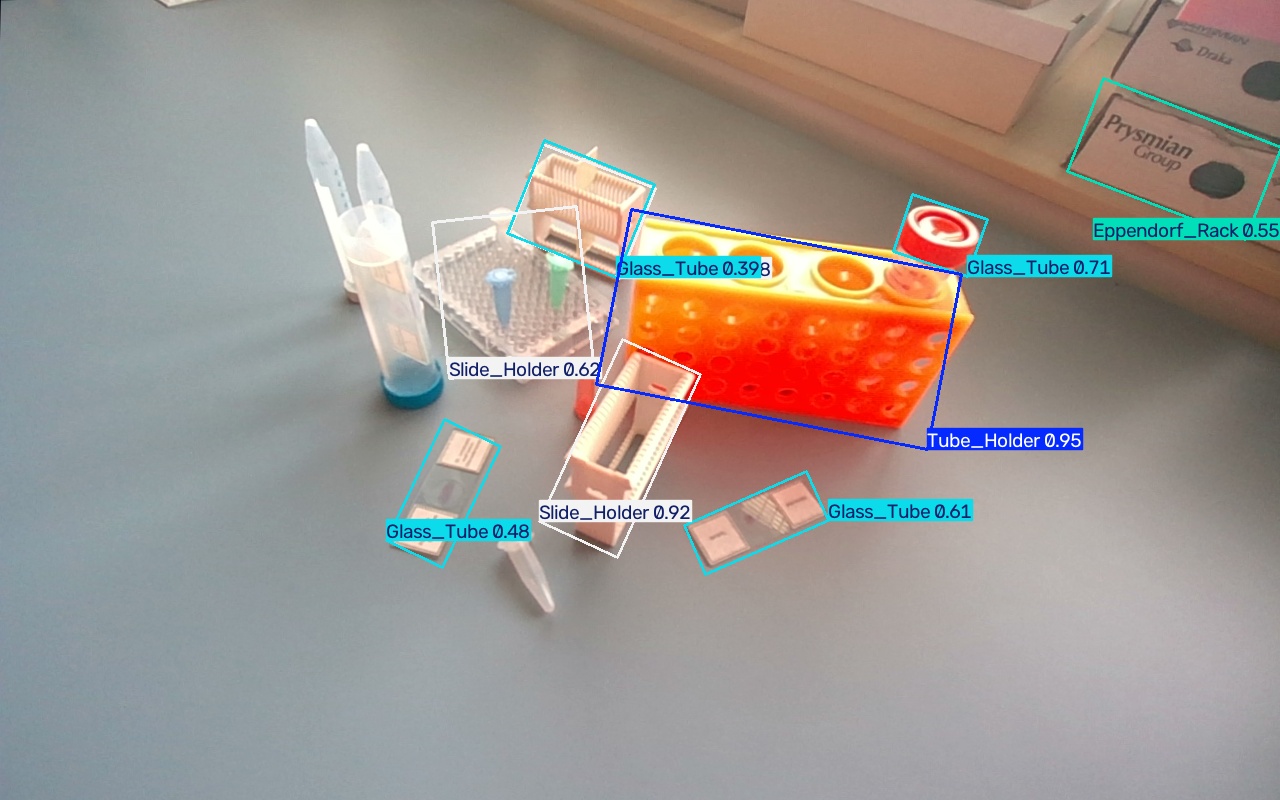 Draka
Prysmian
Group
Eppendorf_Rack 0.55
Glass_Tube 0.398
Glass_Tube 0.71
Slide_Holder 0.62
Tube_Holder 0.95
Slide_Holder 0.92
Glass_Tube 0.61
Glass_Tube 0.48